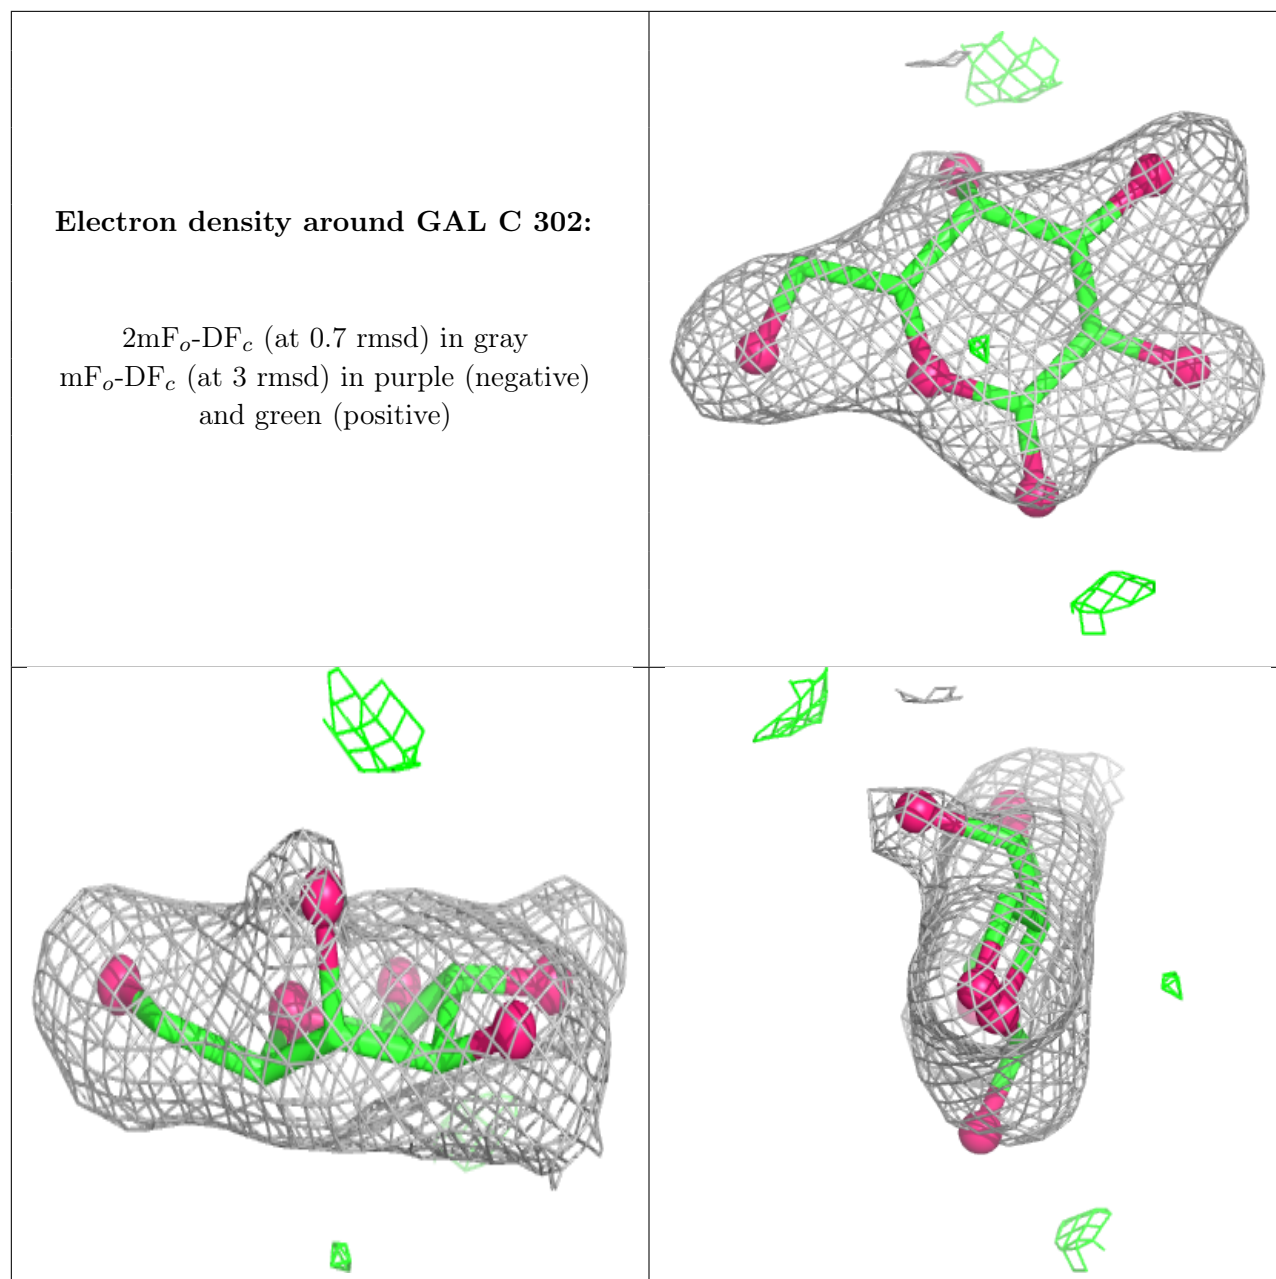 Electron density around GAL C 302:
2mFo-DFc (at 0.7 rmsd) in gray
mFo-DFc (at 3 rmsd) in purple (negative)
and green (positive)